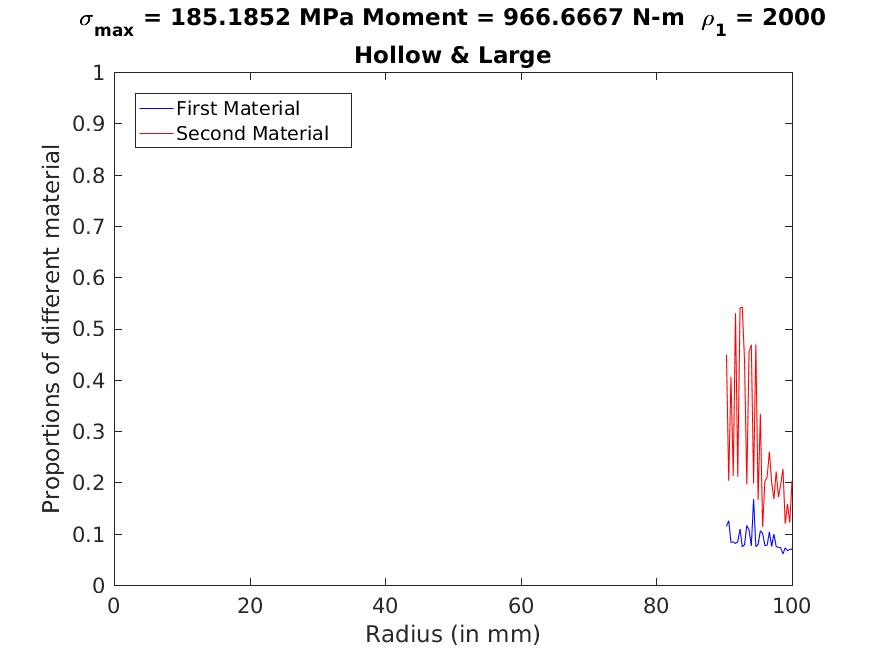 σmax = 185.1852 MPa Moment = 966.6667 N-m ρ1 = 2000
Hollow & Large
First Material
Second Material
Proportions of different material
1
0.9
0.8
0.7
0.6
0.5
0.4
0.3
0.2
0.1
0
0 20 40 60 80 100
Radius (in mm)